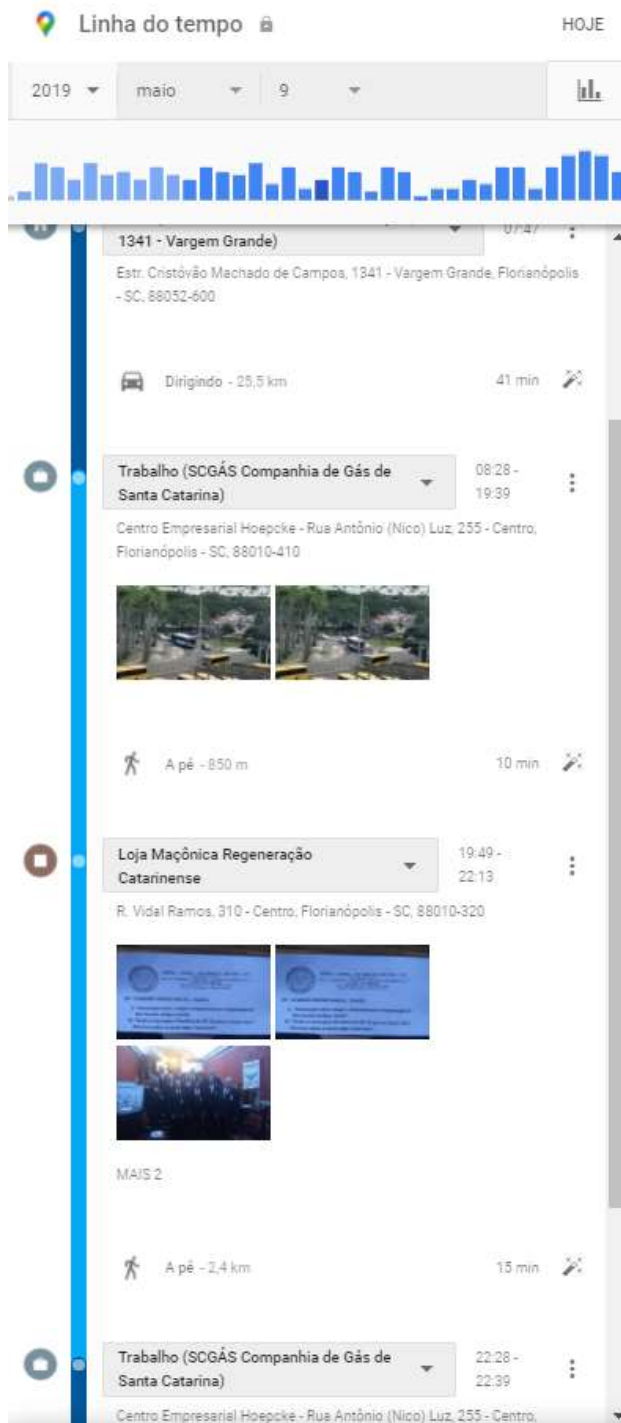 Linha do tempo
HOJE
2019
maio
9
1341 - Vargem Grande)
07:47
Estr. Cristóvão Machado de Campos, 1341 - Vargem Grande, Florianópolis
- SC, 88052-600
Dirigindo - 25,5 km
41 min
Trabalho (SCGÁS Companhia de Gás de
Santa Catarina)
08:28 -
19:39
Centro Empresarial Hoepcke - Rua Antônio (Nico) Luz, 255 - Centro,
Florianópolis - SC, 88010-410
A pé - 850 m
10 min
Loja Maçônica Regeneração
Catarinense
19:49 -
22:13
R. Vidal Ramos, 310 - Centro, Florianópolis - SC, 88010-320
MAIS 2
A pé - 2,4 km
15 min
Trabalho (SCGÁS Companhia de Gás de
Santa Catarina)
22:28 -
22:39
Centro Empresarial Hoepcke - Rua Antônio (Nico) Luz, 255 - Centro,